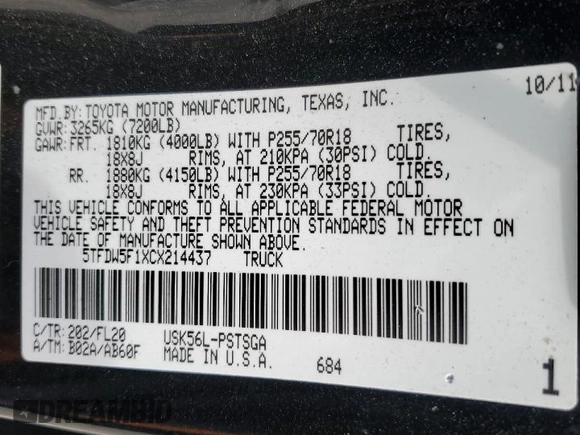 10/11
MFD.BY: TOYOTA MOTOR MANUFACTURING, TEXAS, INC.
GVWR: 3265KG (7200LB)
GAWR: FRT. 1810KG (4000LB) WITH P255/70R18 TIRES,
18X8J RIMS, AT 210KPA (30PSI) COLD.
RR. 1880KG (4150LB) WITH P255/70R18 TIRES,
18X8J RIMS, AT 230KPA (33PSI) COLD.
THIS VEHICLE CONFORMS TO ALL APPLICABLE FEDERAL MOTOR
VEHICLE SAFETY AND THEFT PREVENTION STANDARDS IN EFFECT ON
THE DATE OF MANUFACTURE SHOWN ABOVE.
5TFDW5F1XCX214437 TRUCK
C/TR: 202/FL20 USK56L-PSTSGA
A/TM: B02A/AB60F MADE IN U.S.A. 684
1
DREAMBID